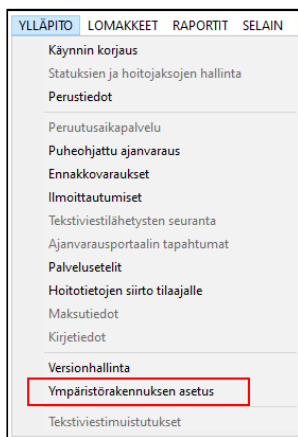 YLLÄPITO LOMAKKEET RAPORTIT SELAIN
Käynnin korjaus
Statuksien ja hoitojaksojen hallinta
Perustiedot
Peruutusaikapalvelu
Puheohjattu ajanvaraus
Ennakkovaraukset
Ilmoittautumiset
Tekstiviestilähetysten seuranta
Ajanvarausportaalin tapahtumat
Palvelusetelit
Hoitotietojen siirto tilaajalle
Maksutiedot
Kirjetiedot
Versionhallinta
Ympäristörakennuksen asetus
Tekstiviestimuistutukset